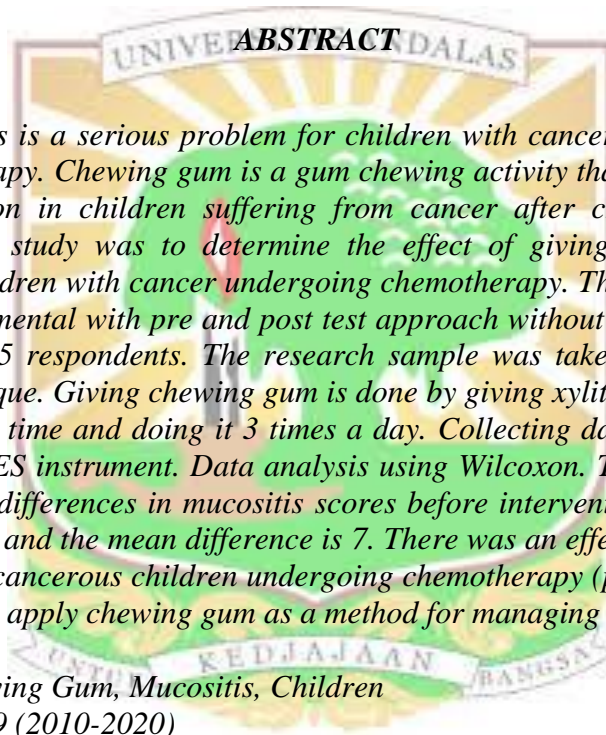 UNIVE ABSTRACT NDALAS
s is a serious problem for children with cancer
apy. Chewing gum is a gum chewing activity tha
on in children suffering from cancer after c
study was to determine the effect of giving
dren with cancer undergoing chemotherapy. Th
mental with pre and post test approach without
5 respondents. The research sample was take
que. Giving chewing gum is done by giving xylit
time and doing it 3 times a day. Collecting da
ES instrument. Data analysis using Wilcoxon. T
differences in mucositis scores before interveni
and the mean difference is 7. There was an effe
cancerous children undergoing chemotherapy (p
apply chewing gum as a method for managing
KEDJAJAAN BANGSA
ving Gum, Mucositis, Children
9 (2010-2020)